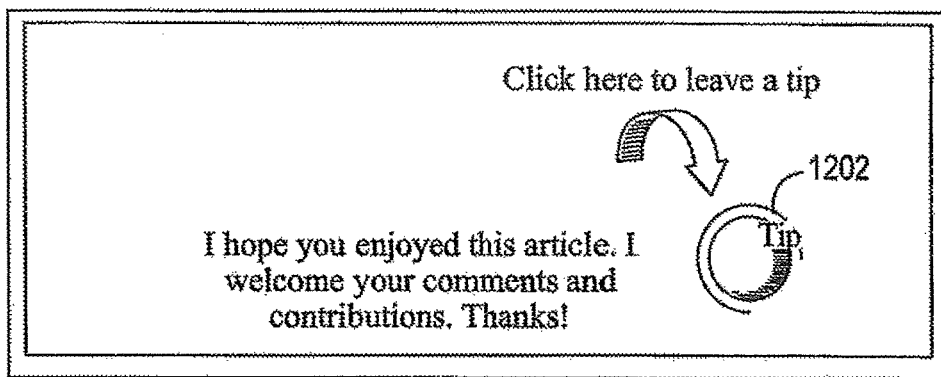 Click here to leave a tip
1202
Tip
I hope you enjoyed this article. I
welcome your comments and
contributions. Thanks!